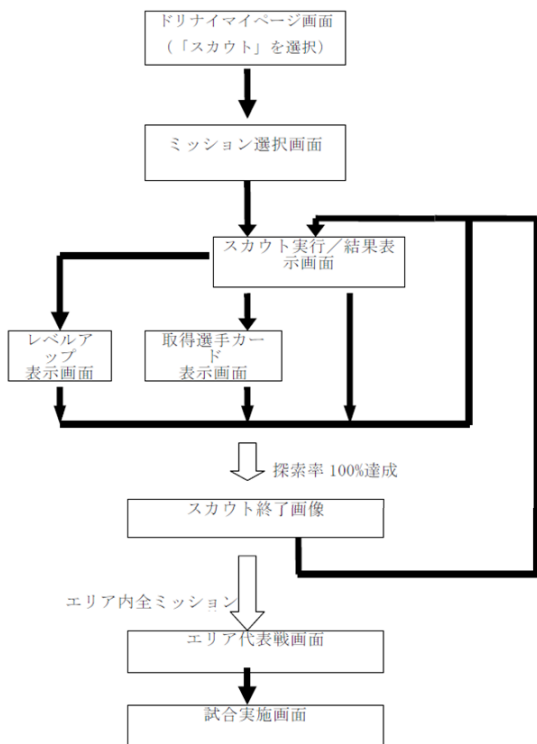 ドリナイマイページ画面
(「スカウト」を選択)
ミッション選択画面
スカウト実行／結果表
示画面
レベルア
ップ
表示画面
取得選手カー
ド
表示画面
探索率 100%達成
スカウト終了画像
エリア内全ミッション
エリア代表戦画面
試合実施画面